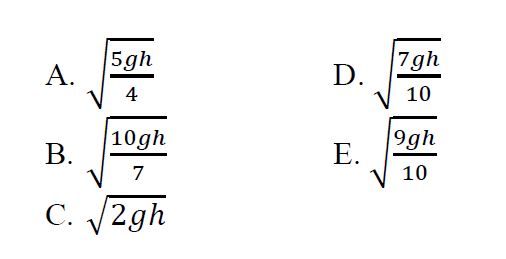 A. √(5gh/4)
B. √(10gh/7)
C. √2gh
D. √(7gh/10)
E. √(9gh/10)